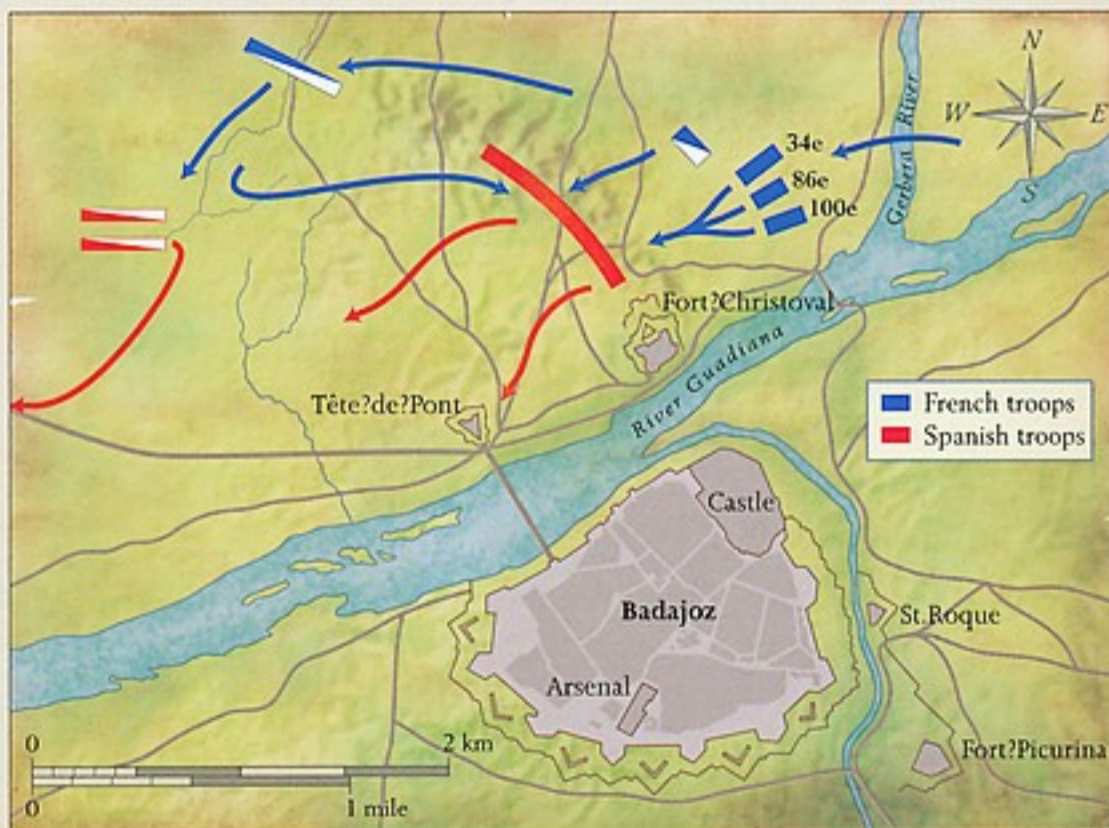 N
W
E
S
34e
86e
100e
Gerbera River
Fort?Christoval
River Guadiana
Tête?de?Pont
French troops
Spanish troops
Castle
Badajoz
St.Roque
Arsenal
Fort?Picurina
0
2 km
0
1 mile